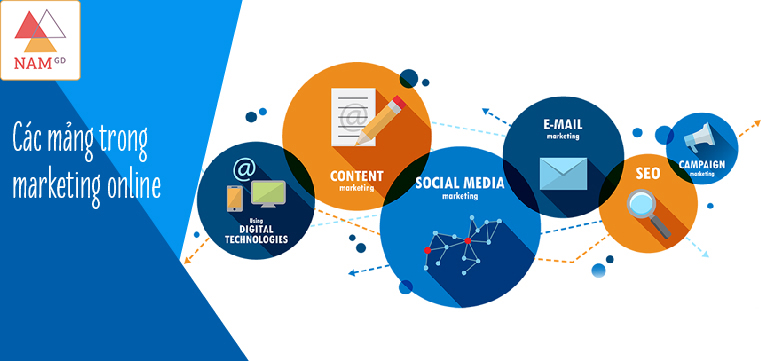 NAM GD
Các mảng trong
marketing online
@
Using
DIGITAL
TECHNOLOGIES
@
CONTENT
marketing
SOCIAL MEDIA
marketing
E-MAIL
marketing
SEO
CAMPAIGN
marketing